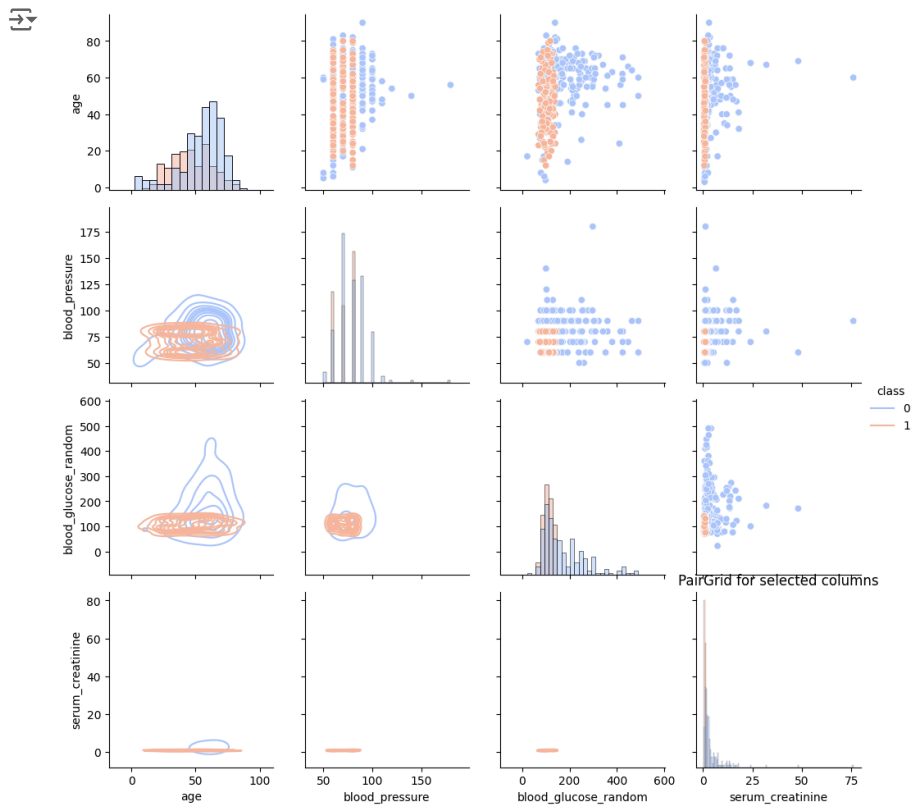 80
60
40
20
0
age
175
150
125
100
75
50
blood_pressure
class
0
1
600
500
400
300
200
100
0
blood_glucose_random
PairGrid for selected columns
80
60
40
20
0
serum_creatinine
0 50 100
50 100 150
0 200 400 600
0 25 50 75
age
blood_pressure
blood_glucose_random
serum_creatinine